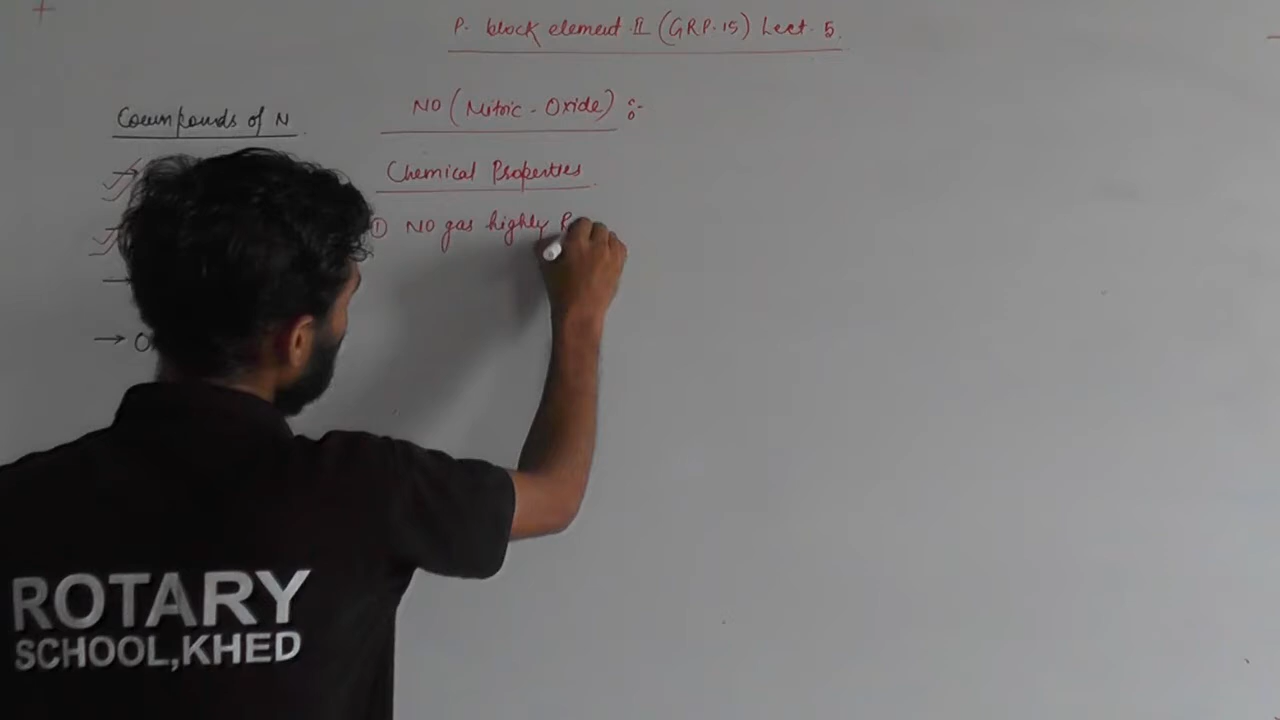 P. block element II (GRP.15) Lect. 5.
Compounds of N
NO (Nitric - Oxide) :-
Chemical Properties
① NO gas highly
ROTARY
SCHOOL,KHED